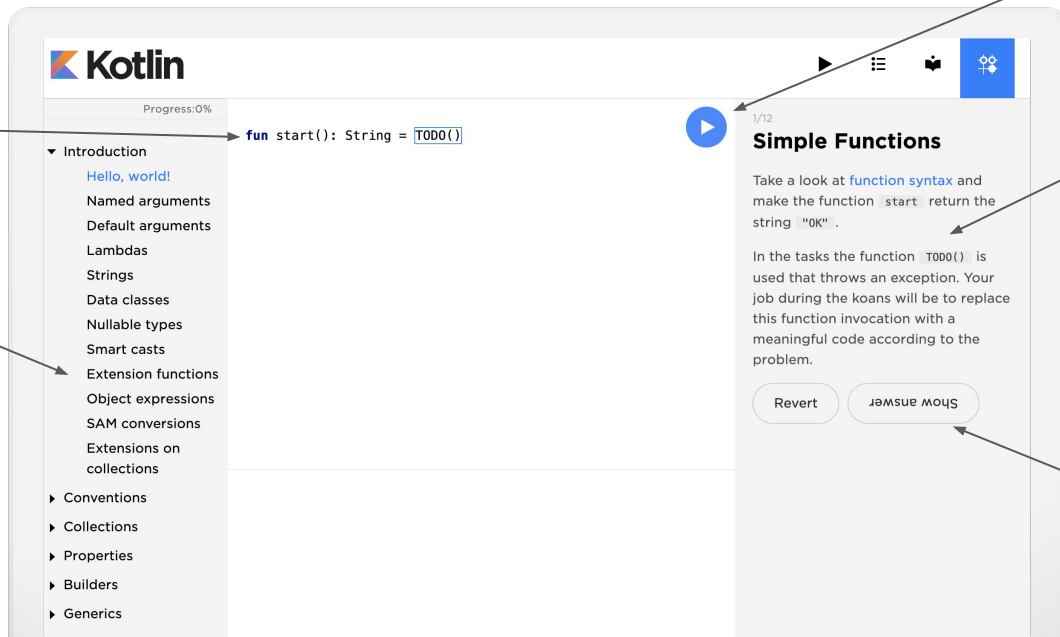 Kotlin
Progress:0%
Introduction
Hello, world!
Named arguments
Default arguments
Lambdas
Strings
Data classes
Nullable types
Smart casts
Extension functions
Object expressions
SAM conversions
Extensions on
collections
Conventions
Collections
Properties
Builders
Generics
fun start(): String = TODO()
1/12
Simple Functions
Take a look at function syntax and
make the function start return the
string "OK" .
In the tasks the function TODO() is
used that throws an exception. Your
job during the koans will be to replace
this function invocation with a
meaningful code according to the
problem.
Revert
Show answer